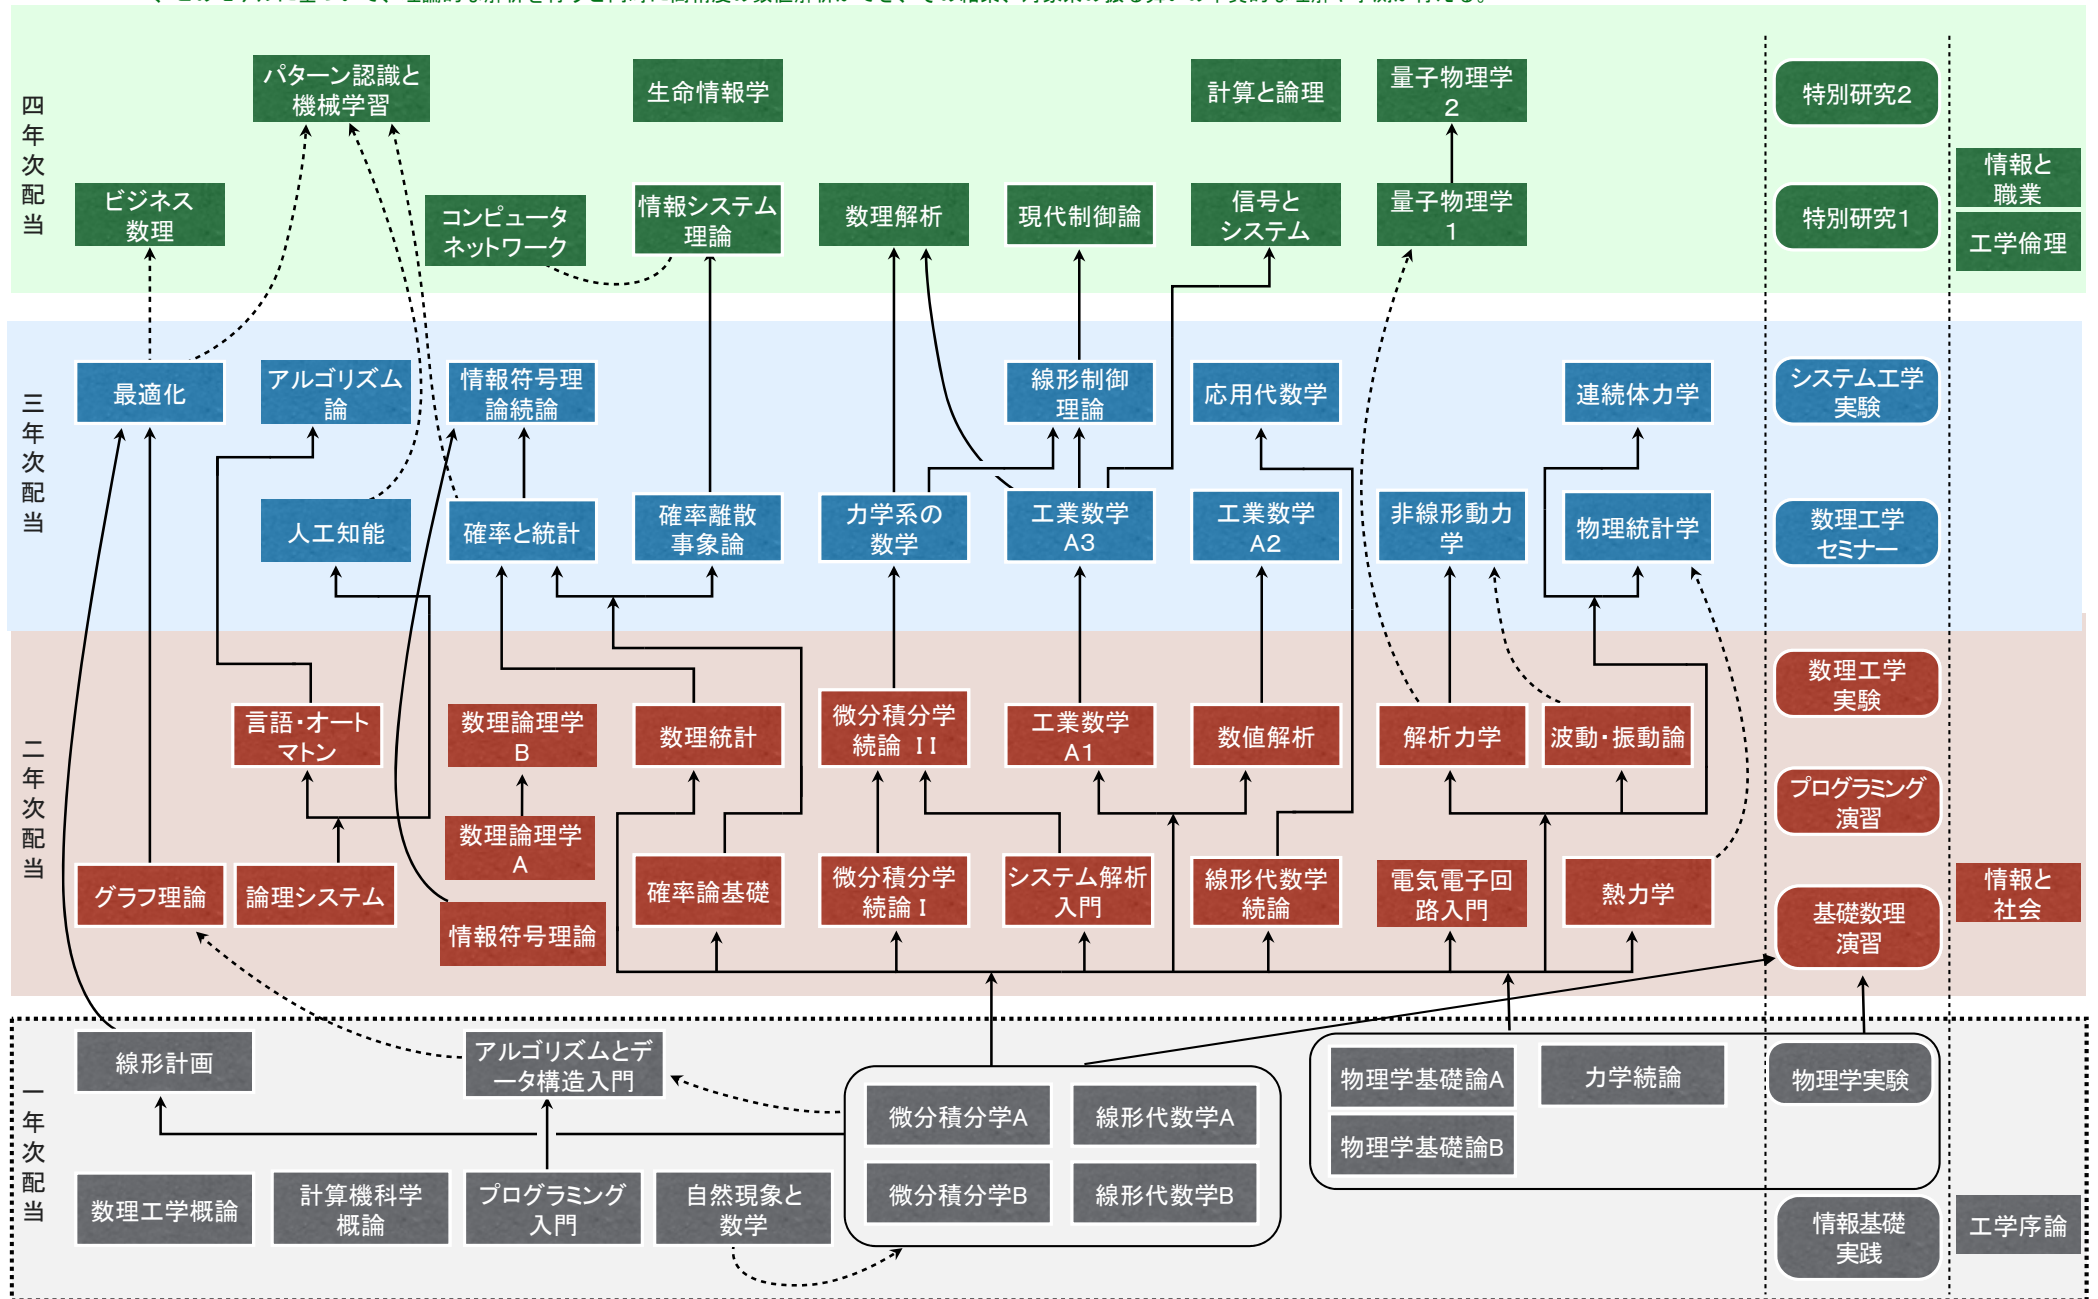 四年次配当
パターン認識と
機械学習
生命情報学
計算と論理
量子物理学
2
特別研究2
ビジネス
数理
コンピュータ
ネットワーク
情報システム
理論
数理解析
現代制御論
信号と
システム
量子物理学
1
特別研究1
情報と
職業
工学倫理
三年次配当
最適化
アルゴリズム
論
情報符号理
論続論
線形制御
理論
応用代数学
連続体力学
システム工学
実験
人工知能
確率と統計
確率離散
事象論
力学系の
数学
工業数学
A3
工業数学
A2
非線形動力
学
物理統計学
数理工学
セミナー
二年次配当
言語・オート
マトン
数理論理学
B
数理統計
微分積分学
続論 II
工業数学
A1
数値解析
解析力学
波動・振動論
数理工学
実験
プログラミング
演習
グラフ理論
論理システム
数理論理学
A
情報符号理論
確率論基礎
微分積分学
続論 I
システム解析
入門
線形代数学
続論
電気電子回
路入門
熱力学
基礎数理
演習
情報と
社会
一年次配当
線形計画
アルゴリズムとデ
ータ構造入門
微分積分学A
線形代数学A
物理学基礎論A
力学続論
物理学実験
物理学基礎論B
数理工学概論
計算機科学
概論
プログラミング
入門
自然現象と
数学
微分積分学B
線形代数学B
情報基礎
実践
工学序論